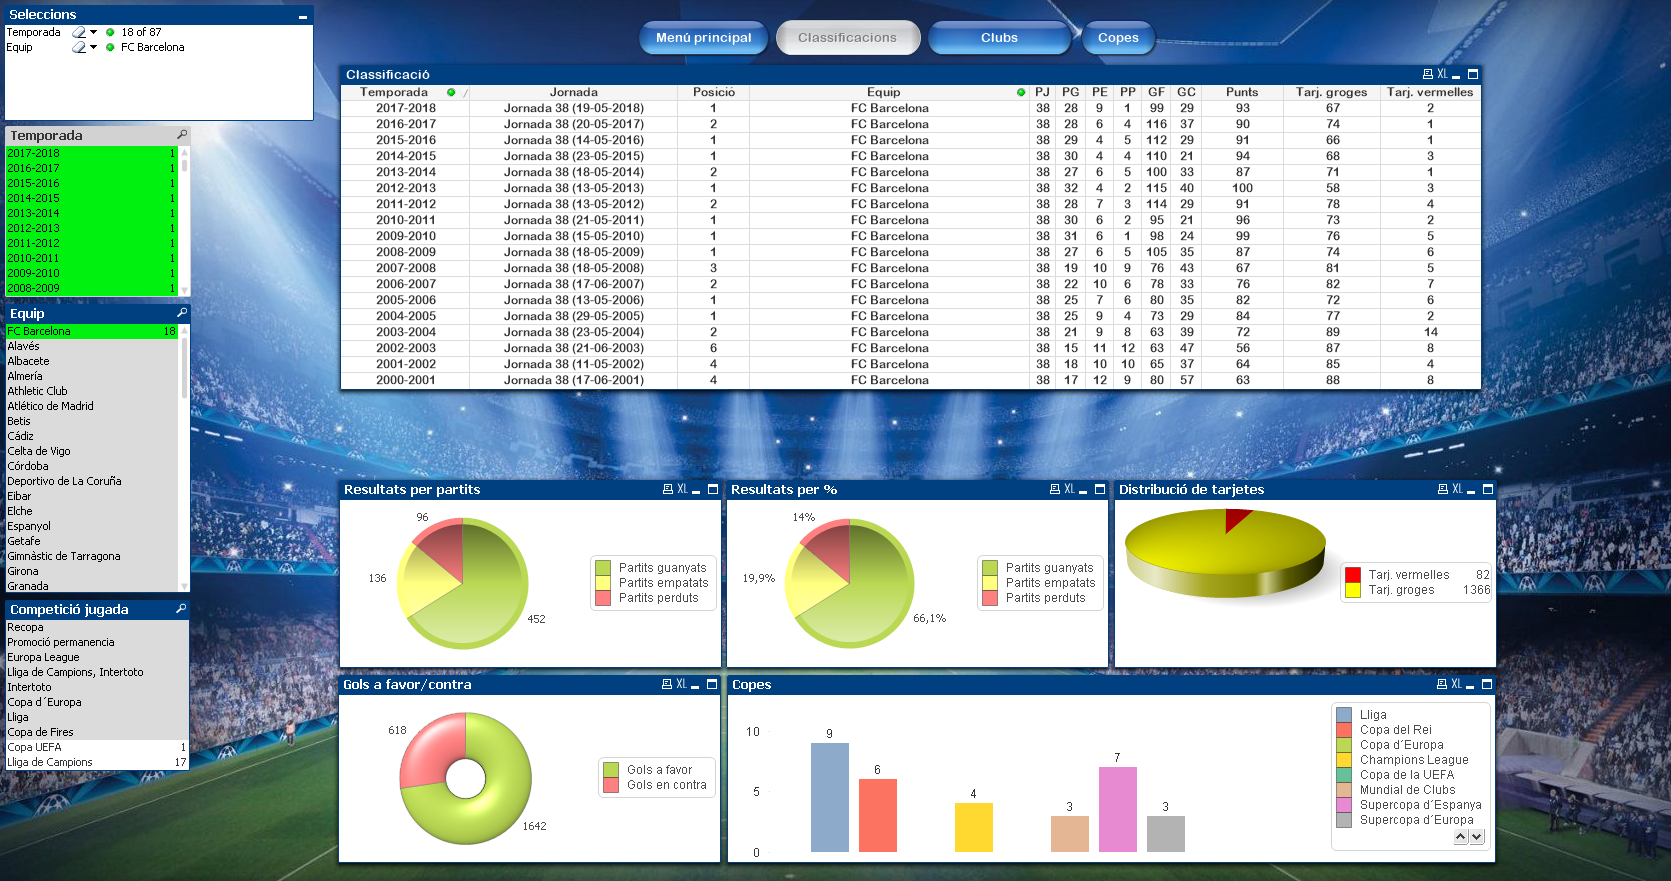 Seleccions
Temporada 18 of 87
Equip FC Barcelona
Menú principal Classificacions Clubs Copes
Temporada
2017-2018 1
2016-2017 1
2015-2016 1
2014-2015 1
2013-2014 1
2012-2013 1
2011-2012 1
2010-2011 1
2009-2010 1
2008-2009 1
Equip
FC Barcelona 18
Alavés
Albacete
Almería
Athletic Club
Atlético de Madrid
Betis
Cádiz
Celta de Vigo
Córdoba
Deportivo de La Coruña
Eibar
Elche
Espanyol
Getafe
Gimnàstic de Tarragona
Girona
Granada
Competició jugada
Recopa
Promoció permanencia
Europa League
Lliga de Campions, Intertoto
Intertoto
Copa d´Europa
Lliga
Copa de Fires
Copa UEFA 1
Lliga de Campions 17
Classificació XL
Temporada Jornada Posició Equip PJ PG PE PP GF GC Punts Tarj. groges Tarj. vermelles
2017-2018 Jornada 38 (19-05-2018) 1 FC Barcelona 38 28 9 1 99 29 93 67 2
2016-2017 Jornada 38 (20-05-2017) 2 FC Barcelona 38 28 6 4 116 37 90 74 1
2015-2016 Jornada 38 (14-05-2016) 1 FC Barcelona 38 29 4 5 112 29 91 66 1
2014-2015 Jornada 38 (23-05-2015) 1 FC Barcelona 38 30 4 4 110 21 94 68 3
2013-2014 Jornada 38 (18-05-2014) 2 FC Barcelona 38 27 6 5 100 33 87 71 1
2012-2013 Jornada 38 (13-05-2013) 1 FC Barcelona 38 32 4 2 115 40 100 58 3
2011-2012 Jornada 38 (13-05-2012) 2 FC Barcelona 38 28 7 3 114 29 91 78 4
2010-2011 Jornada 38 (21-05-2011) 1 FC Barcelona 38 30 6 2 95 21 96 73 2
2009-2010 Jornada 38 (15-05-2010) 1 FC Barcelona 38 31 6 1 98 24 99 76 5
2008-2009 Jornada 38 (18-05-2009) 1 FC Barcelona 38 27 6 5 105 35 87 74 6
2007-2008 Jornada 38 (18-05-2008) 3 FC Barcelona 38 19 10 9 76 43 67 81 5
2006-2007 Jornada 38 (17-06-2007) 2 FC Barcelona 38 22 10 6 78 33 76 82 7
2005-2006 Jornada 38 (13-05-2006) 1 FC Barcelona 38 25 7 6 80 35 82 72 6
2004-2005 Jornada 38 (29-05-2005) 1 FC Barcelona 38 25 9 4 73 29 84 77 2
2003-2004 Jornada 38 (23-05-2004) 2 FC Barcelona 38 21 9 8 63 39 72 89 14
2002-2003 Jornada 38 (21-06-2003) 6 FC Barcelona 38 15 11 12 63 47 56 87 8
2001-2002 Jornada 38 (11-05-2002) 4 FC Barcelona 38 18 10 10 65 37 64 85 4
2000-2001 Jornada 38 (17-06-2001) 4 FC Barcelona 38 17 12 9 80 57 63 88 8
Resultats per partits XL
96
136
452
Partits guanyats
Partits empatats
Partits perduts
Resultats per % XL
14%
19,9%
66,1%
Partits guanyats
Partits empatats
Partits perduts
Distribució de tarjetes XL
Tarj. vermelles 82
Tarj. groges 1366
Gols a favor/contra XL
618
1642
Gols a favor
Gols en contra
Copes XL
10
5
0
9
6
4
3
7
3
Lliga
Copa del Rei
Copa d´Europa
Champions League
Copa de la UEFA
Mundial de Clubs
Supercopa d´Espanya
Supercopa d´Europa